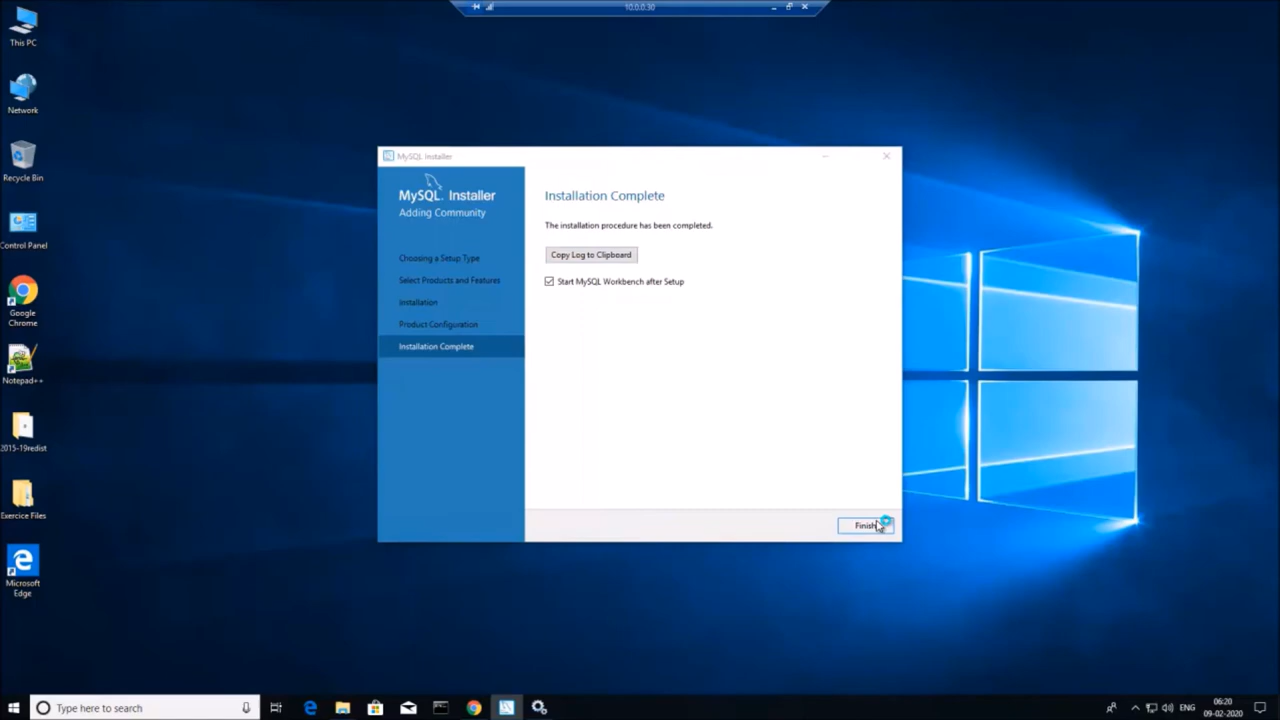 10.0.0.30
This PC
Network
Recycle Bin
Control Panel
Google
Chrome
Notepad++
2015-19redist
Exercice Files
Microsoft
Edge
MySQL Installer
MySQL. Installer
Adding Community
Choosing a Setup Type
Select Products and Features
Installation
Product Configuration
Installation Complete
Installation Complete
The installation procedure has been completed.
Copy Log to Clipboard
Start MySQL Workbench after Setup
Finish
Type here to search
ENG
06:20
09-02-2020